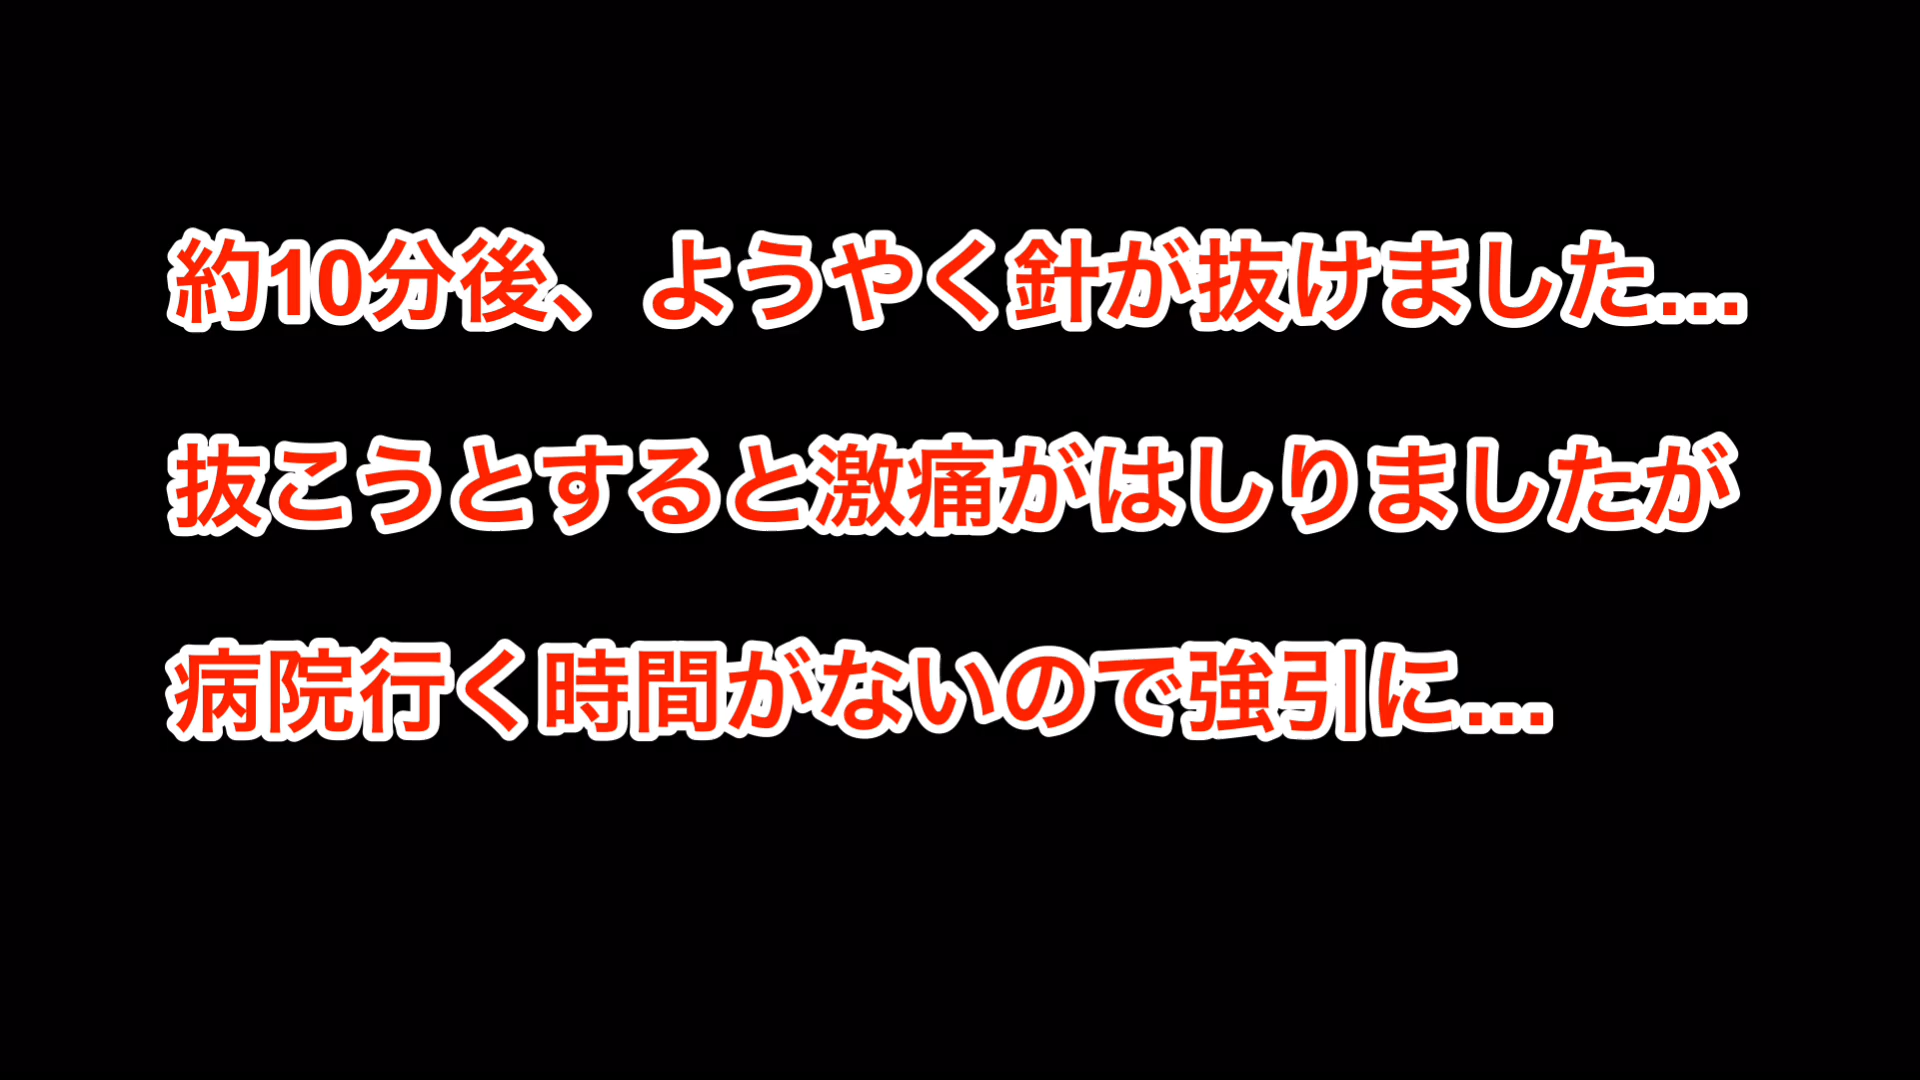 約10分後、ようやく針が抜けました...
抜こうとすると激痛がはしりましたが
病院行く時間がないので強引に...